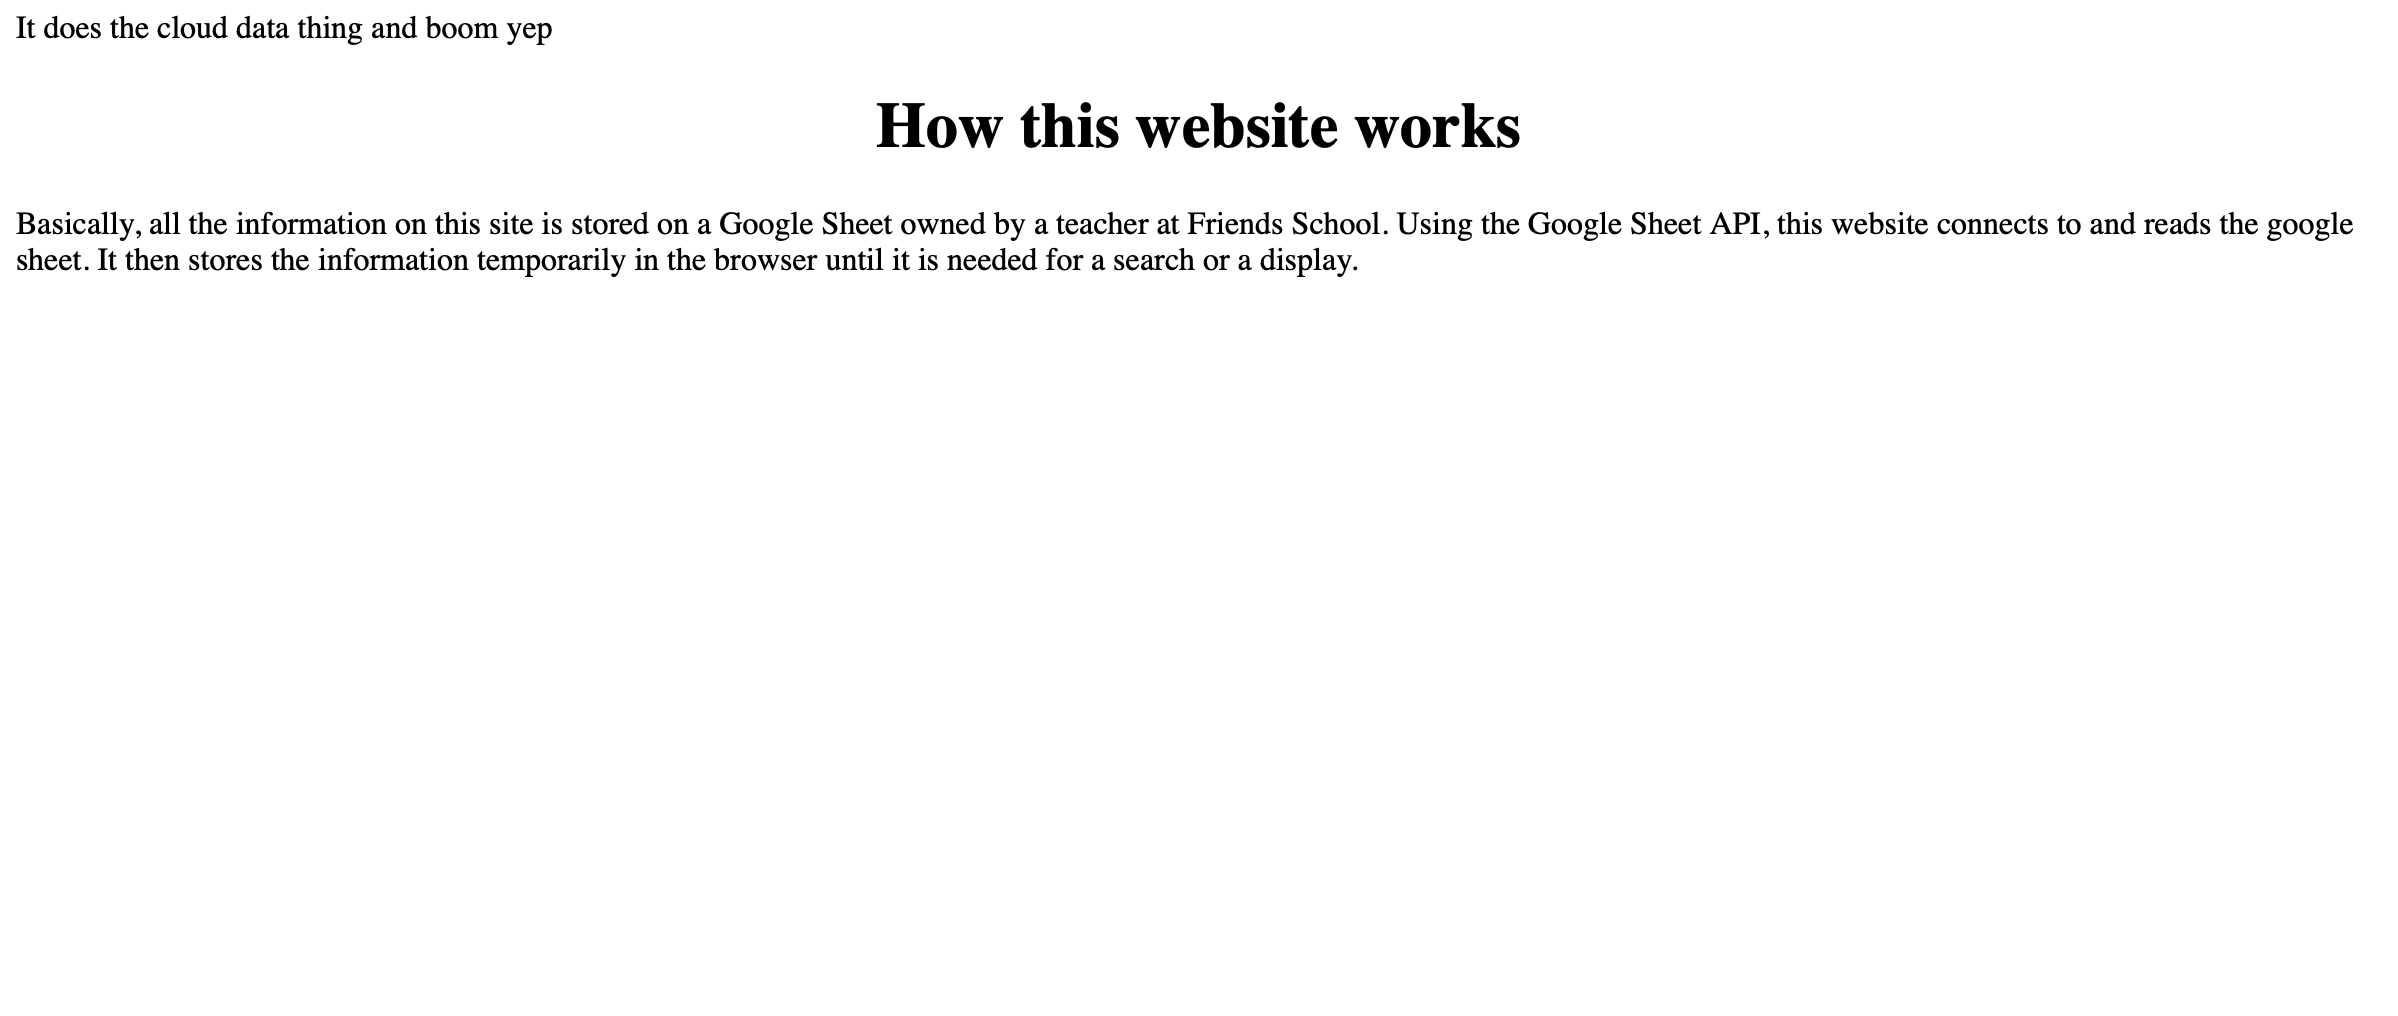 It does the cloud data thing and boom yep
How this website works
Basically, all the information on this site is stored on a Google Sheet owned by a teacher at Friends School. Using the Google Sheet API, this website connects to and reads the google
sheet. It then stores the information temporarily in the browser until it is needed for a search or a display.